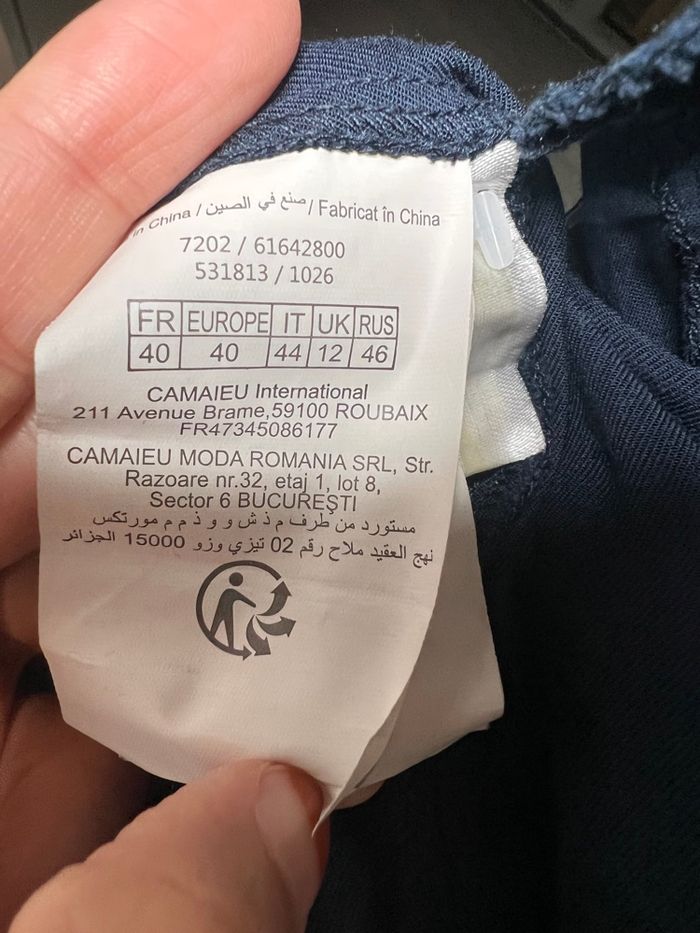 in China / صنع في الصين / Fabricat în China
7202 / 61642800
531813 / 1026
FR EUROPE IT UK RUS
40 40 44 12 46
CAMAIEU International
211 Avenue Brame,59100 ROUBAIX
FR47345086177
CAMAIEU MODA ROMANIA SRL, Str.
Razoare nr.32, etaj 1, lot 8,
Sector 6 BUCUREŞTI
مستورد من طرف م ذ ش و و ذ م م مورتكس
نهج العقيد ملاح رقم 02 تيزي وزو 15000 الجزائر